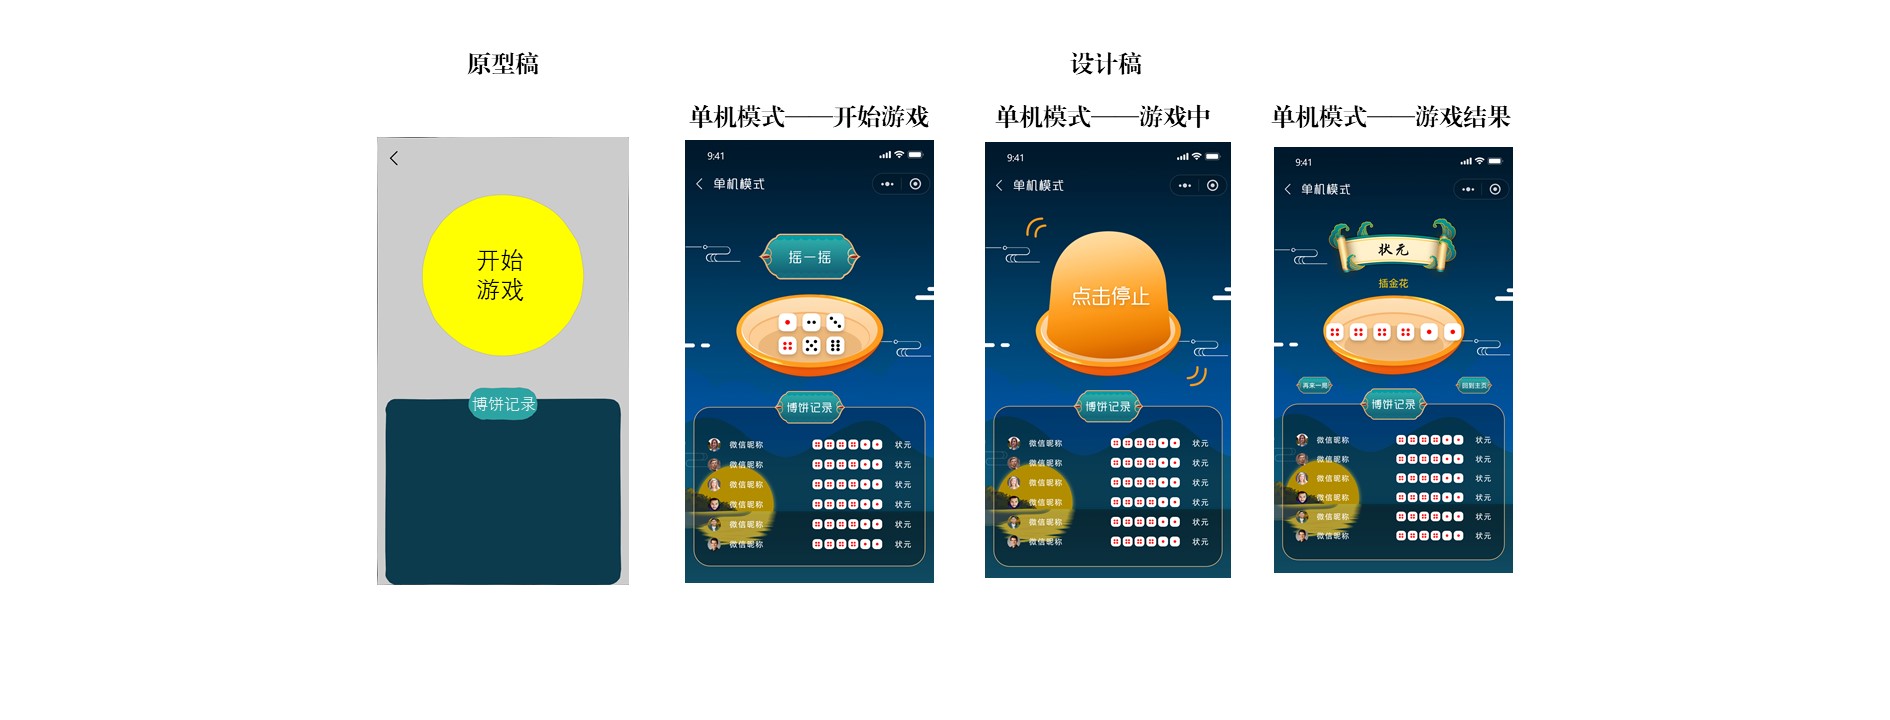 原型稿
设计稿
单机模式——开始游戏
单机模式——游戏中
单机模式——游戏结果
开始
游戏
博饼记录
9:41
单机模式
摇一摇
博饼记录
微信昵称 状元
微信昵称 状元
微信昵称 状元
微信昵称 状元
微信昵称 状元
微信昵称 状元
9:41
单机模式
点击停止
博饼记录
微信昵称 状元
微信昵称 状元
微信昵称 状元
微信昵称 状元
微信昵称 状元
微信昵称 状元
9:41
单机模式
状元
插金花
再来一局
回到主页
博饼记录
微信昵称 状元
微信昵称 状元
微信昵称 状元
微信昵称 状元
微信昵称 状元
微信昵称 状元